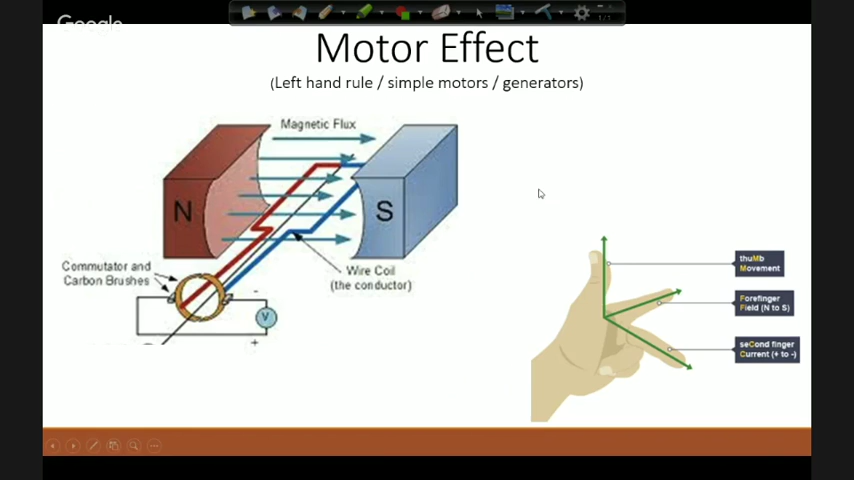 Google
Motor Effect
(Left hand rule / simple motors / generators)
Magnetic Flux
N
S
Commutator and
Carbon Brushes
Wire Coil
(the conductor)
-
V
+
thuMb
Movement
Forefinger
Field (N to S)
seCond finger
Current (+ to -)